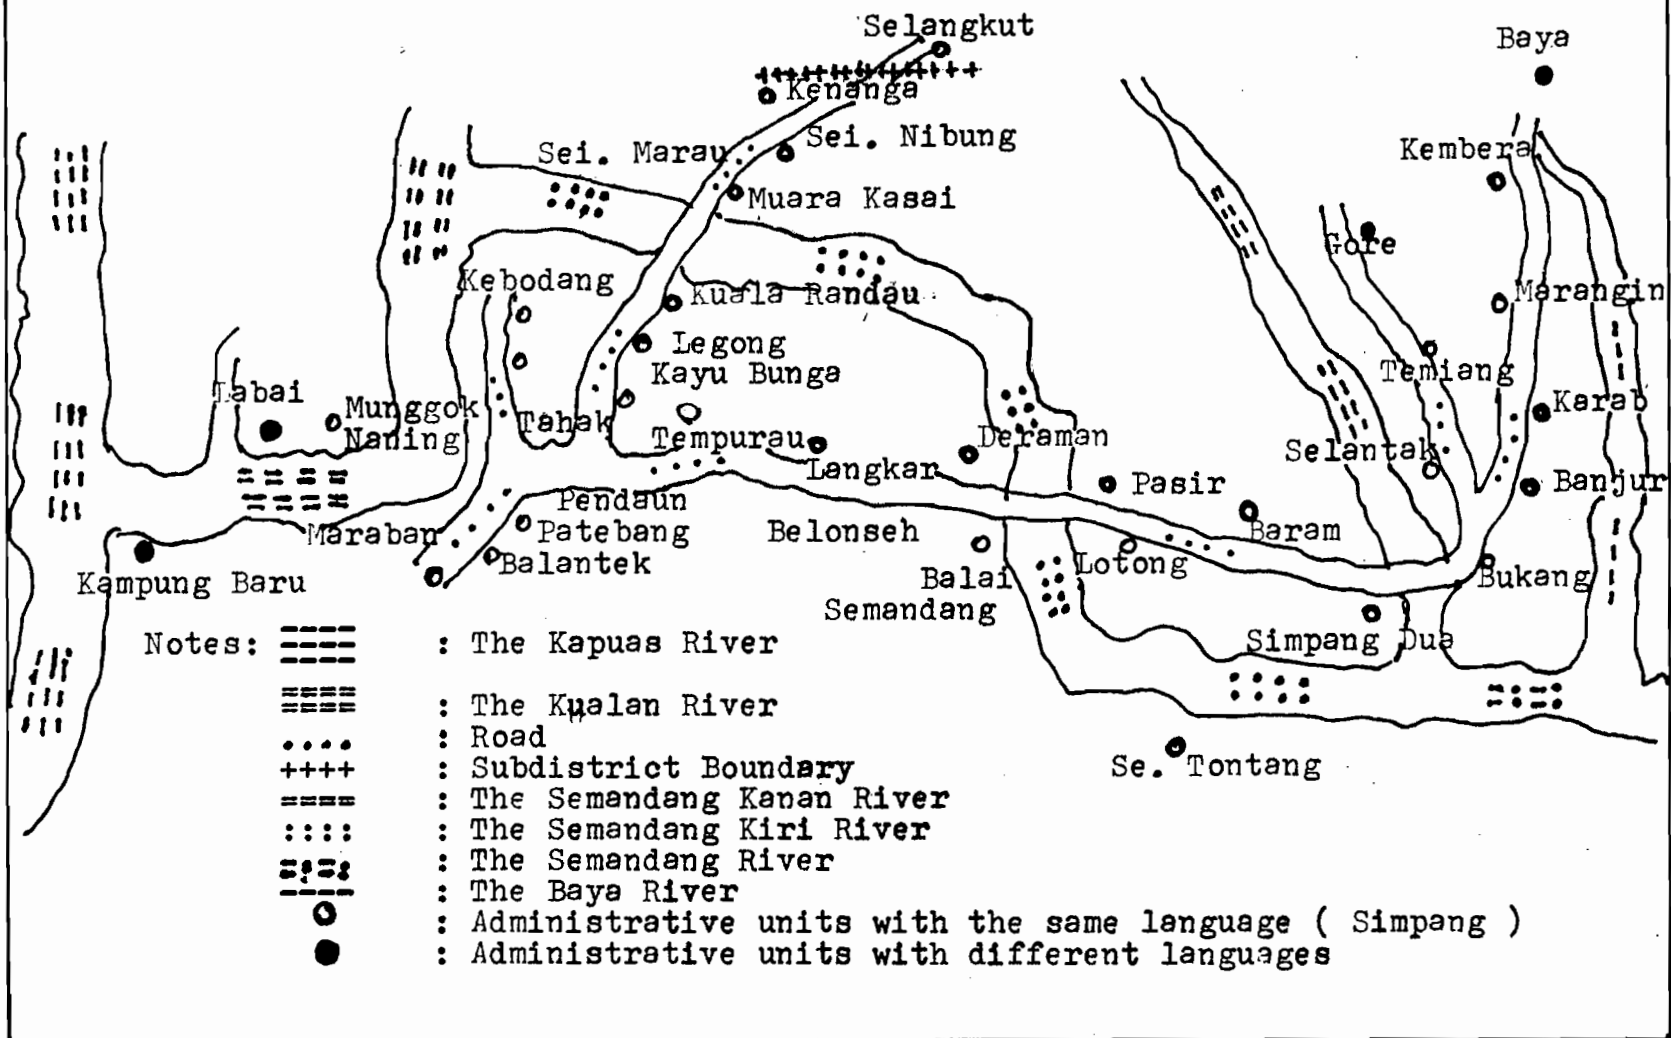 Selangkut
Baya
Kenanga
Sei. Nibung
Kembera
Sei. Marau
Muara Kasai
Gore
Kebodang
Kuala Randau
Marangin
Legong
Kayu Bunga
Temiang
Labai
Munggok
Naning
Karab
Tahak
Tempurau
Deraman
Langkar
Selantak
Pasir
Banjur
Pendaun
Maraban
Patebang
Belonseh
Baram
Balantek
Kampung Baru
Balai
Semandang
Lotong
Bukang
Simpang Dua
Se. Tontang
Notes:
: The Kapuas River
: The Kualan River
: Road
++++ : Subdistrict Boundary
: The Semandang Kanan River
: The Semandang Kiri River
: The Semandang River
: The Baya River
: Administrative units with the same language ( Simpang )
: Administrative units with different languages